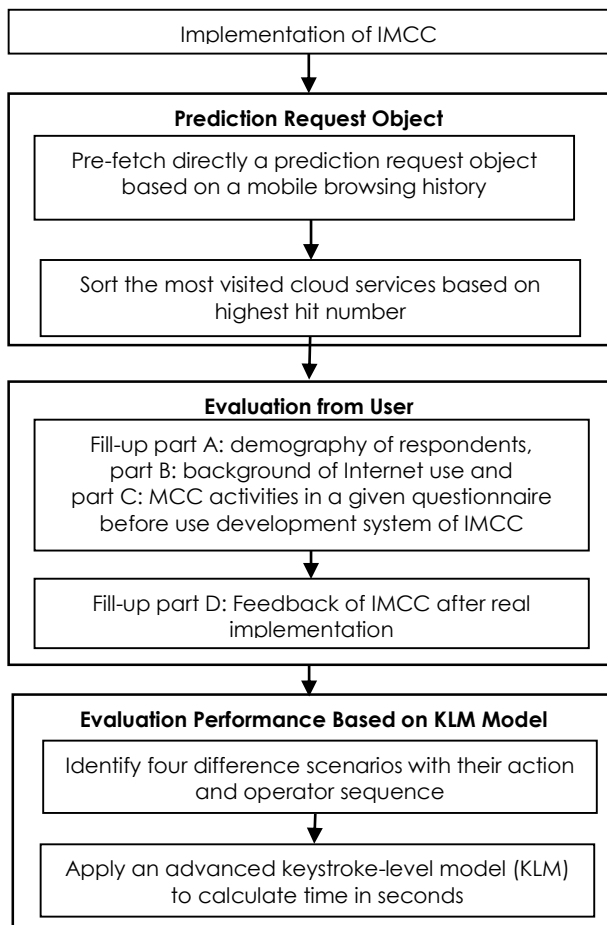 Implementation of IMCC
Prediction Request Object
Pre-fetch directly a prediction request object
based on a mobile browsing history
Sort the most visited cloud services based on
highest hit number
Evaluation from User
Fill-up part A: demography of respondents,
part B: background of Internet use and
part C: MCC activities in a given questionnaire
before use development system of IMCC
Fill-up part D: Feedback of IMCC after real
implementation
Evaluation Performance Based on KLM Model
Identify four difference scenarios with their action
and operator sequence
Apply an advanced keystroke-level model (KLM)
to calculate time in seconds